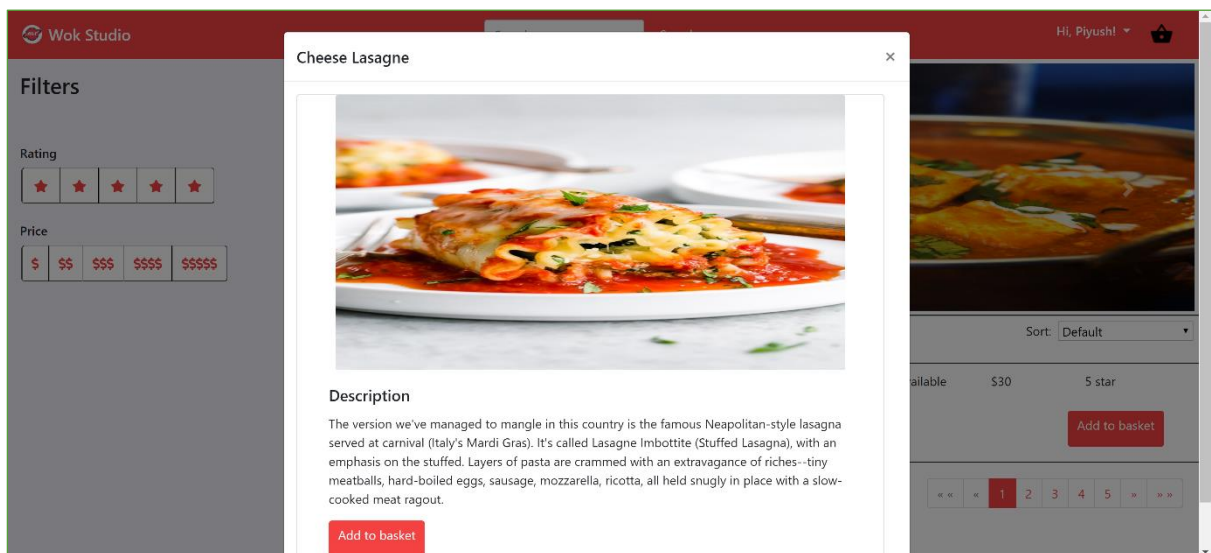 Wok Studio
Hi, Piyush!
Cheese Lasagne
×
Filters
Rating
Price
$ $$ $$$ $$$$ $$$$$
Description
The version we've managed to mangle in this country is the famous Neapolitan-style lasagna
served at carnival (Italy's Mardi Gras). It's called Lasagne Imbottite (Stuffed Lasagna), with an
emphasis on the stuffed. Layers of pasta are crammed with an extravagance of riches--tiny
meatballs, hard-boiled eggs, sausage, mozzarella, ricotta, all held snugly in place with a slow-
cooked meat ragout.
Add to basket
Sort: Default
$30 5 star
Add to basket
« « « 1 2 3 4 5 » » »